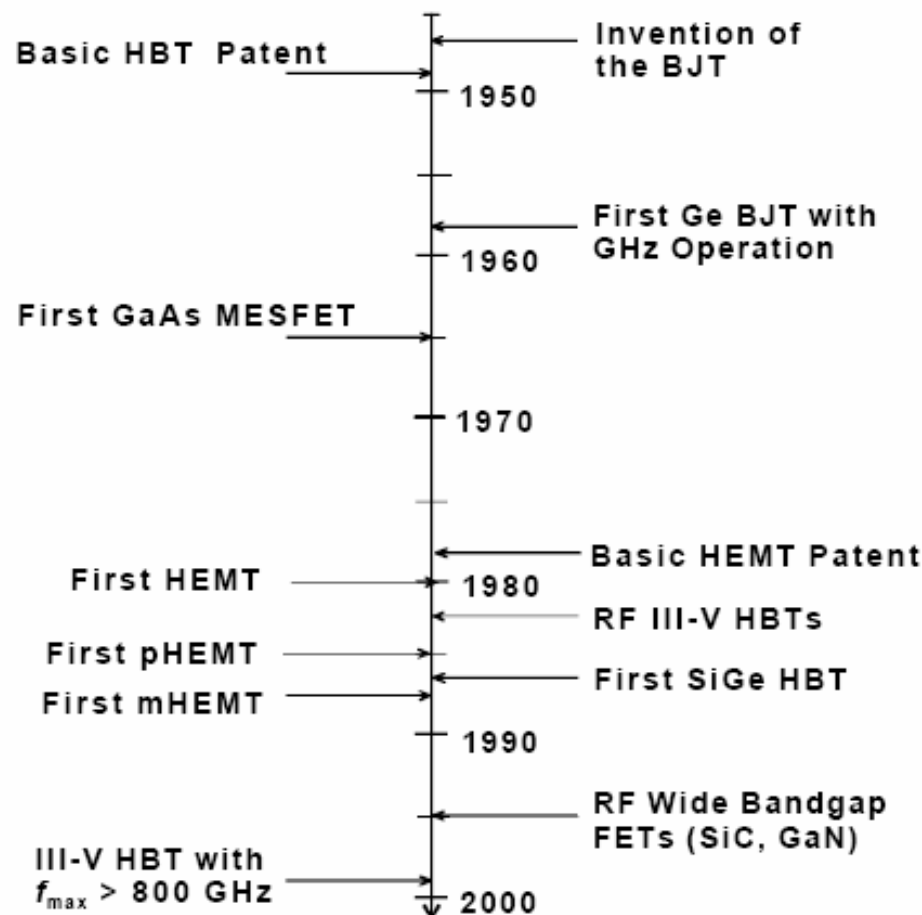 Invention of
the BJT
Basic HBT Patent
1950
First Ge BJT with
GHz Operation
1960
First GaAs MESFET
1970
Basic HEMT Patent
First HEMT
1980
RF III-V HBTs
First pHEMT
First SiGe HBT
First mHEMT
1990
RF Wide Bandgap
FETs (SiC, GaN)
III-V HBT with
fmax > 800 GHz
2000